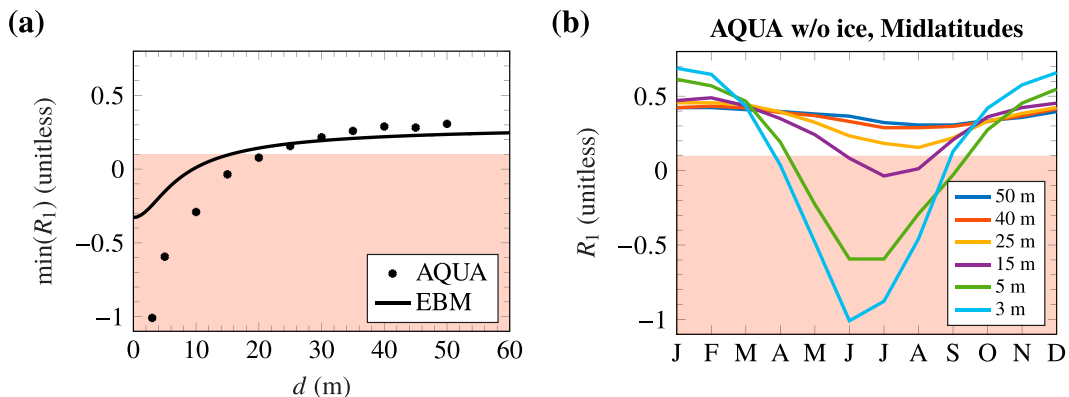 (a)
min(R₁) (unitless)
0.5
0
−0.5
−1
0 10 20 30 40 50 60
d (m)
AQUA
EBM
(b)
AQUA w/o ice, Midlatitudes
R₁ (unitless)
0.5
0
−0.5
−1
J F M A M J J A S O N D
50 m
40 m
25 m
15 m
5 m
3 m